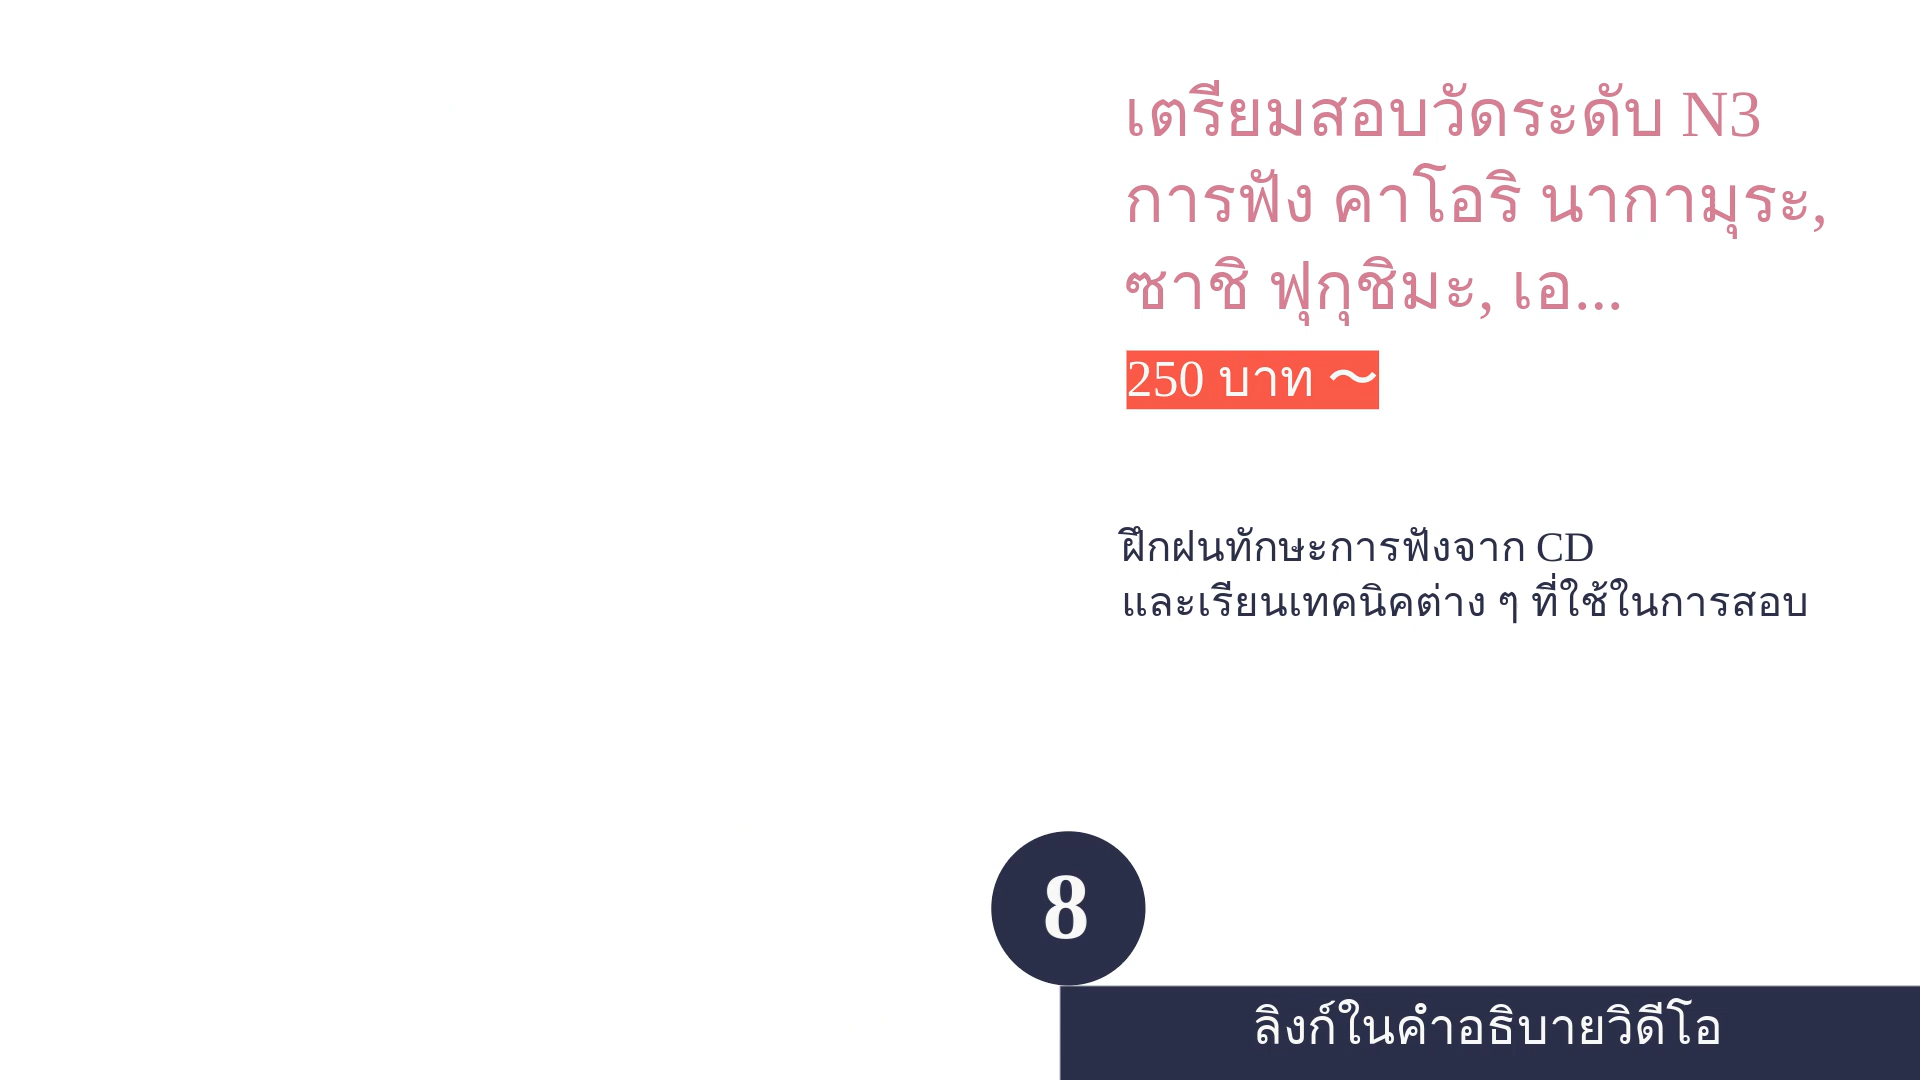 เตรียมสอบวัดระดับ N3
การฟัง คาโอริ นากามุระ,
ซาชิ ฟุกุชิมะ, เอ...
250 บาท 〜
ฝึกฝนทักษะการฟังจาก CD
และเรียนเทคนิคต่าง ๆ ที่ใช้ในการสอบ
8
ลิงก์ในคำอธิบายวิดีโอ